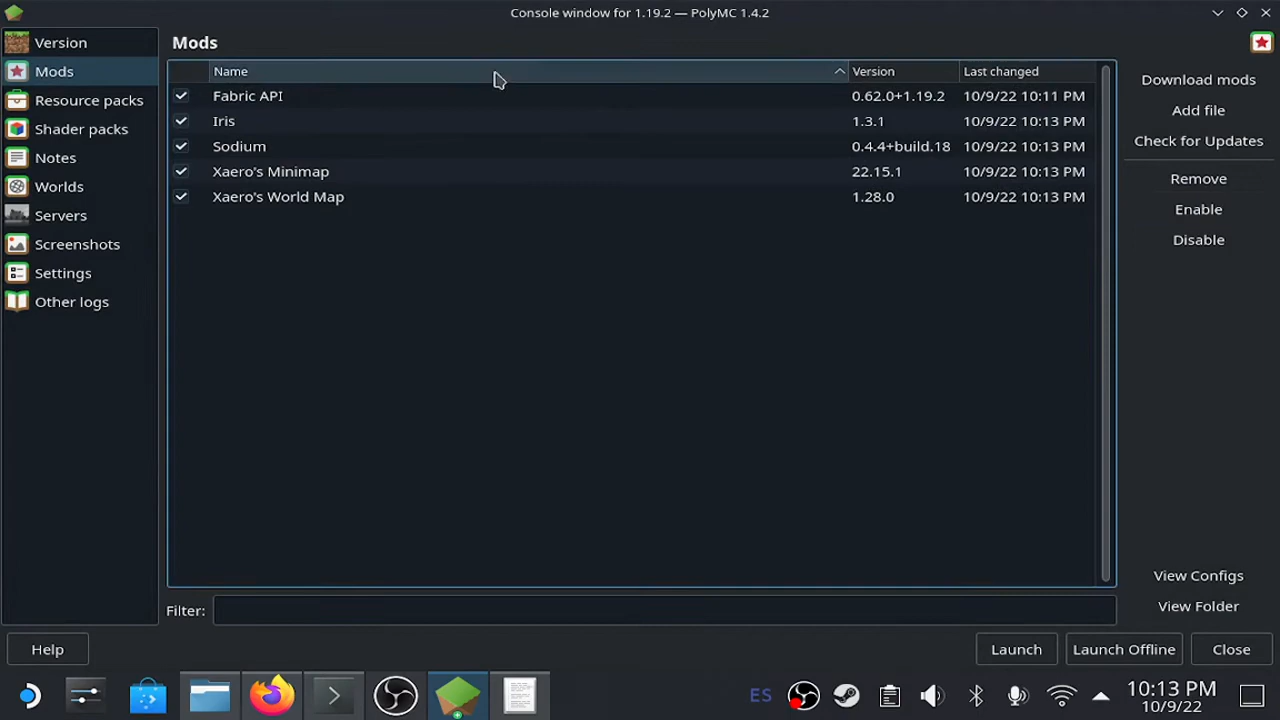 Console window for 1.19.2 — PolyMC 1.4.2
Version
Mods
Resource packs
Shader packs
Notes
Worlds
Servers
Screenshots
Settings
Other logs
Mods
Name Version Last changed
Fabric API 0.62.0+1.19.2 10/9/22 10:11 PM
Iris 1.3.1 10/9/22 10:13 PM
Sodium 0.4.4+build.18 10/9/22 10:13 PM
Xaero's Minimap 22.15.1 10/9/22 10:13 PM
Xaero's World Map 1.28.0 10/9/22 10:13 PM
Filter:
Download mods
Add file
Check for Updates
Remove
Enable
Disable
View Configs
View Folder
Help
Launch
Launch Offline
Close
ES
10:13 PM
10/9/22